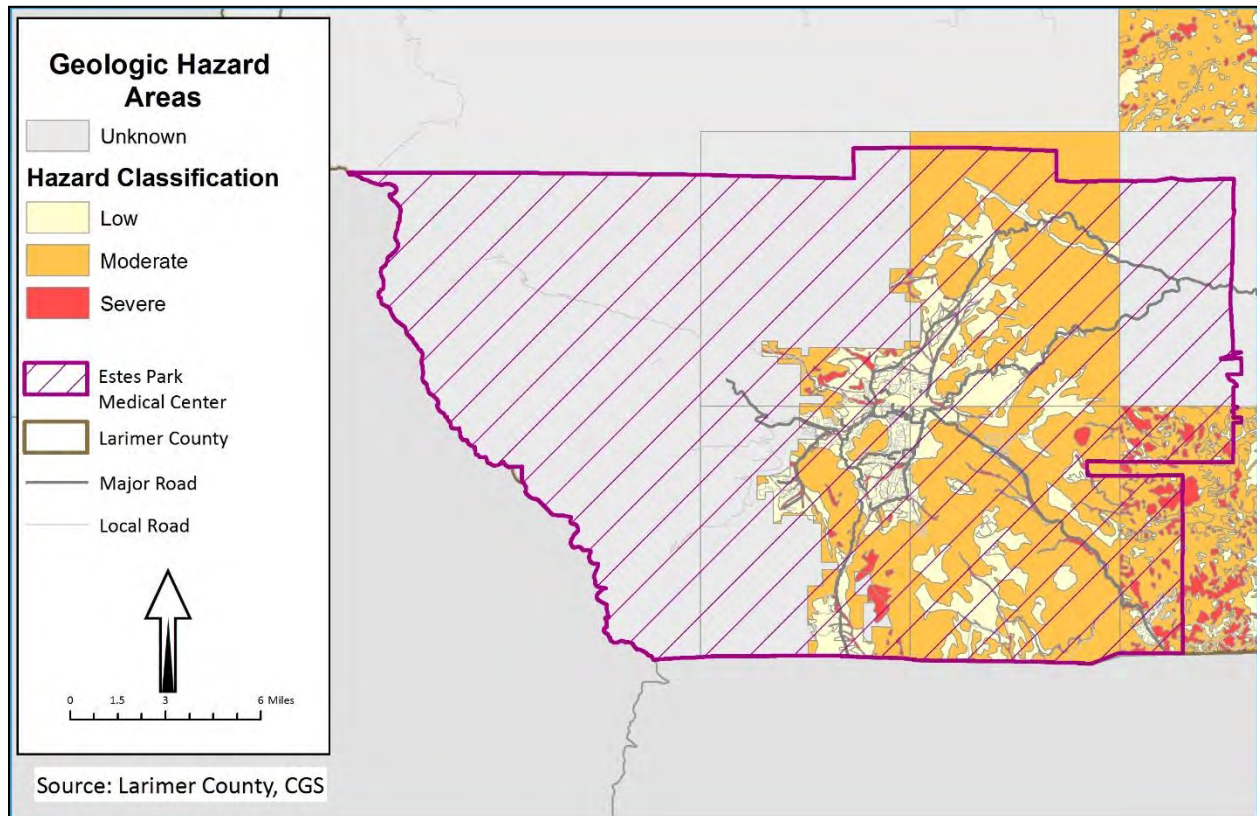 Geologic Hazard
Areas
Unknown
Hazard Classification
Low
Moderate
Severe
Estes Park
Medical Center
Larimer County
Major Road
Local Road
0 1.5 3 6 Miles
Source: Larimer County, CGS